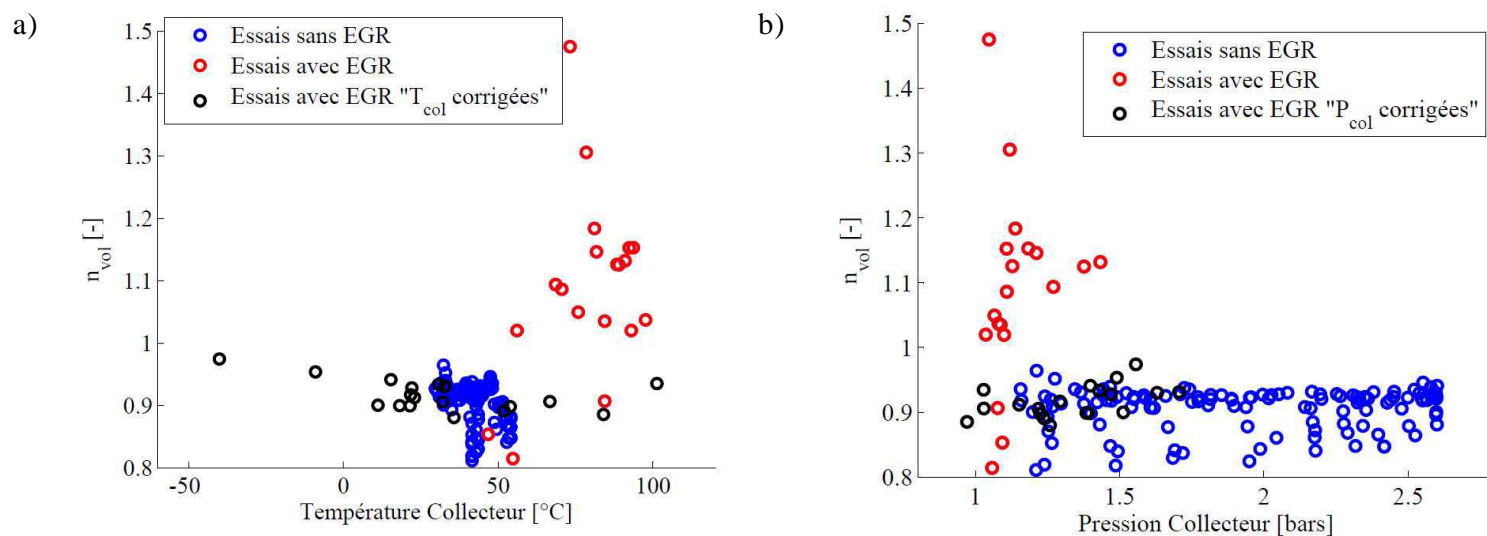 a)
1.5
1.4
1.3
1.2
1.1
1
0.9
0.8
n_vol [-]
Essais sans EGR
Essais avec EGR
Essais avec EGR "T_col corrigées"
-50
0
50
100
Température Collecteur [°C]
b)
1.5
1.4
1.3
1.2
1.1
1
0.9
0.8
n_vol [-]
Essais sans EGR
Essais avec EGR
Essais avec EGR "P_col corrigées"
1
1.5
2
2.5
Pression Collecteur [bars]